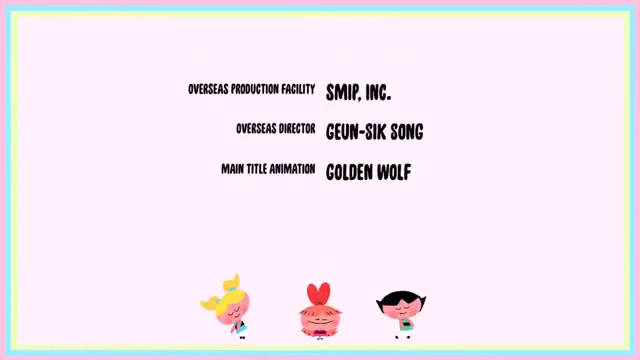 OVERSEAS PRODUCTION FACILITY SMIP, INC.
OVERSEAS DIRECTOR GEUN-SIK SONG
MAIN TITLE ANIMATION GOLDEN WOLF